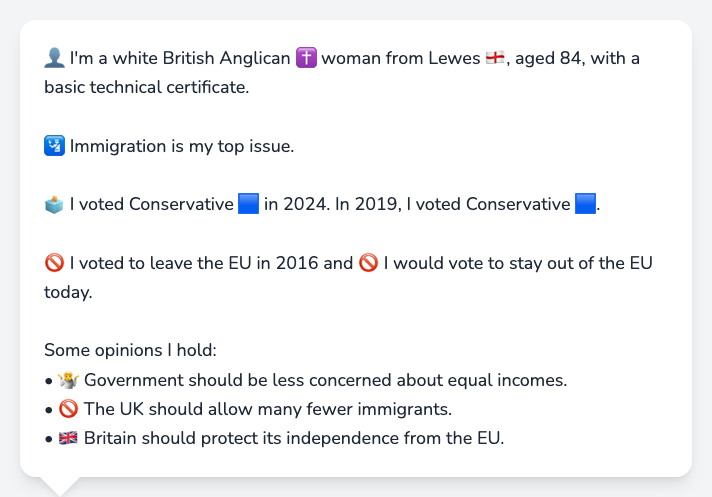 👤 I'm a white British Anglican ✝️ woman from Lewes 🏴󠁧󠁢󠁥󠁮󠁧󠁿, aged 84, with a
basic technical certificate.
🛂 Immigration is my top issue.
🗳️ I voted Conservative 🟦 in 2024. In 2019, I voted Conservative 🟦.
🚫 I voted to leave the EU in 2016 and 🚫 I would vote to stay out of the EU
today.
Some opinions I hold:
• 🤷 Government should be less concerned about equal incomes.
• 🚫 The UK should allow many fewer immigrants.
• 🇬🇧 Britain should protect its independence from the EU.